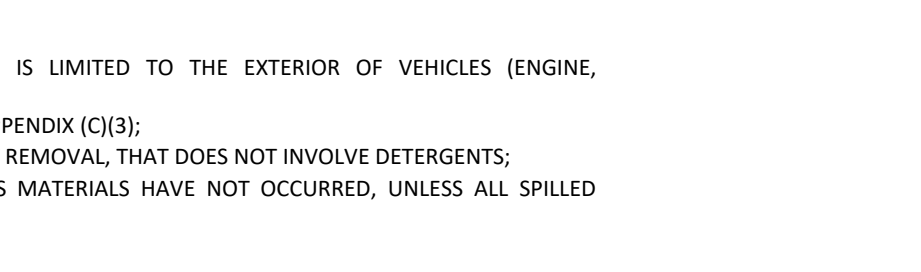 IS LIMITED TO THE EXTERIOR OF VEHICLES (ENGINE,
PENDIX (C)(3);
REMOVAL, THAT DOES NOT INVOLVE DETERGENTS;
S MATERIALS HAVE NOT OCCURRED, UNLESS ALL SPILLED